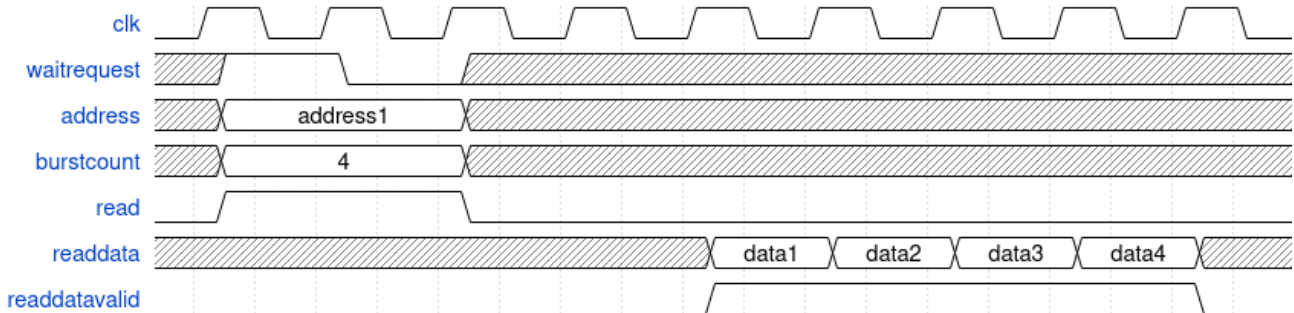 clk
waitrequest
address address1
burstcount 4
read
readdata data1 data2 data3 data4
readdatavalid